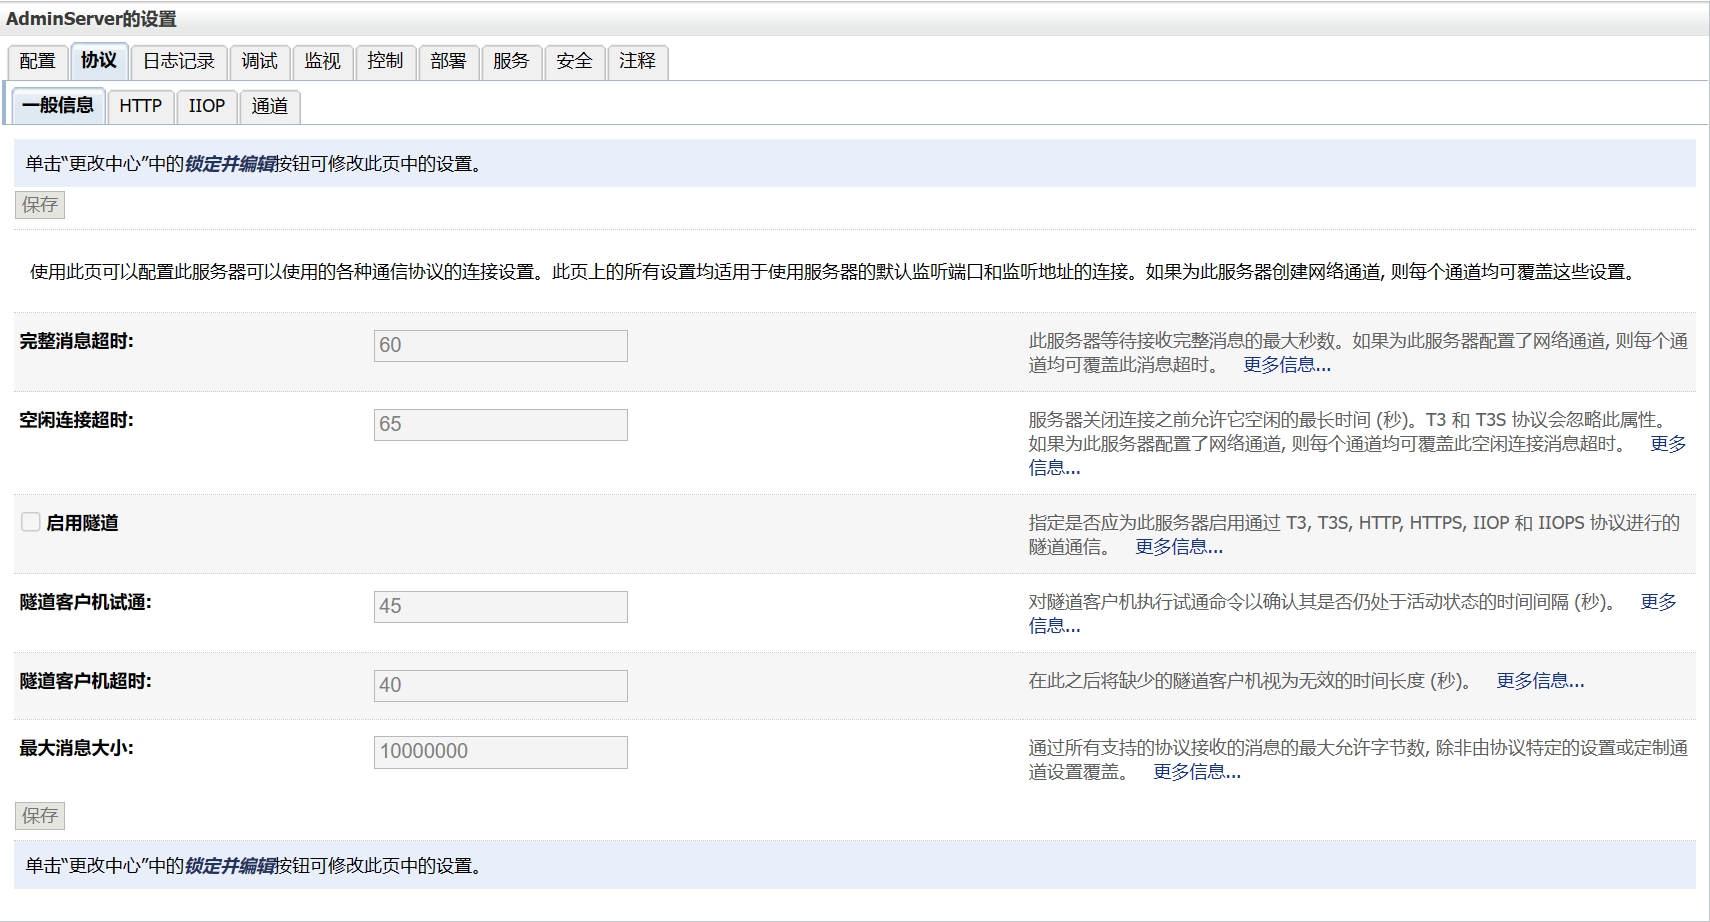 AdminServer的设置
配置 协议 日志记录 调试 监视 控制 部署 服务 安全 注释
一般信息 HTTP IIOP 通道
单击“更改中心”中的锁定并编辑按钮可修改此页中的设置。
保存
使用此页可以配置此服务器可以使用的各种通信协议的连接设置。此页上的所有设置均适用于使用服务器的默认监听端口和监听地址的连接。如果为此服务器创建网络通道, 则每个通道均可覆盖这些设置。
完整消息超时:
60
此服务器等待接收完整消息的最大秒数。如果为此服务器配置了网络通道, 则每个通
道均可覆盖此消息超时。 更多信息...
空闲连接超时:
65
服务器关闭连接之前允许它空闲的最长时间 (秒)。T3 和 T3S 协议会忽略此属性。
如果为此服务器配置了网络通道, 则每个通道均可覆盖此空闲连接消息超时。 更多
信息...
启用隧道
指定是否应为此服务器启用通过 T3, T3S, HTTP, HTTPS, IIOP 和 IIOPS 协议进行的
隧道通信。 更多信息...
隧道客户机试通:
45
对隧道客户机执行试通命令以确认其是否仍处于活动状态的时间间隔 (秒)。 更多
信息...
隧道客户机超时:
40
在此之后将缺少的隧道客户机视为无效的时间长度 (秒)。 更多信息...
最大消息大小:
10000000
通过所有支持的协议接收的消息的最大允许字节数, 除非由协议特定的设置或定制通
道设置覆盖。 更多信息...
保存
单击“更改中心”中的锁定并编辑按钮可修改此页中的设置。